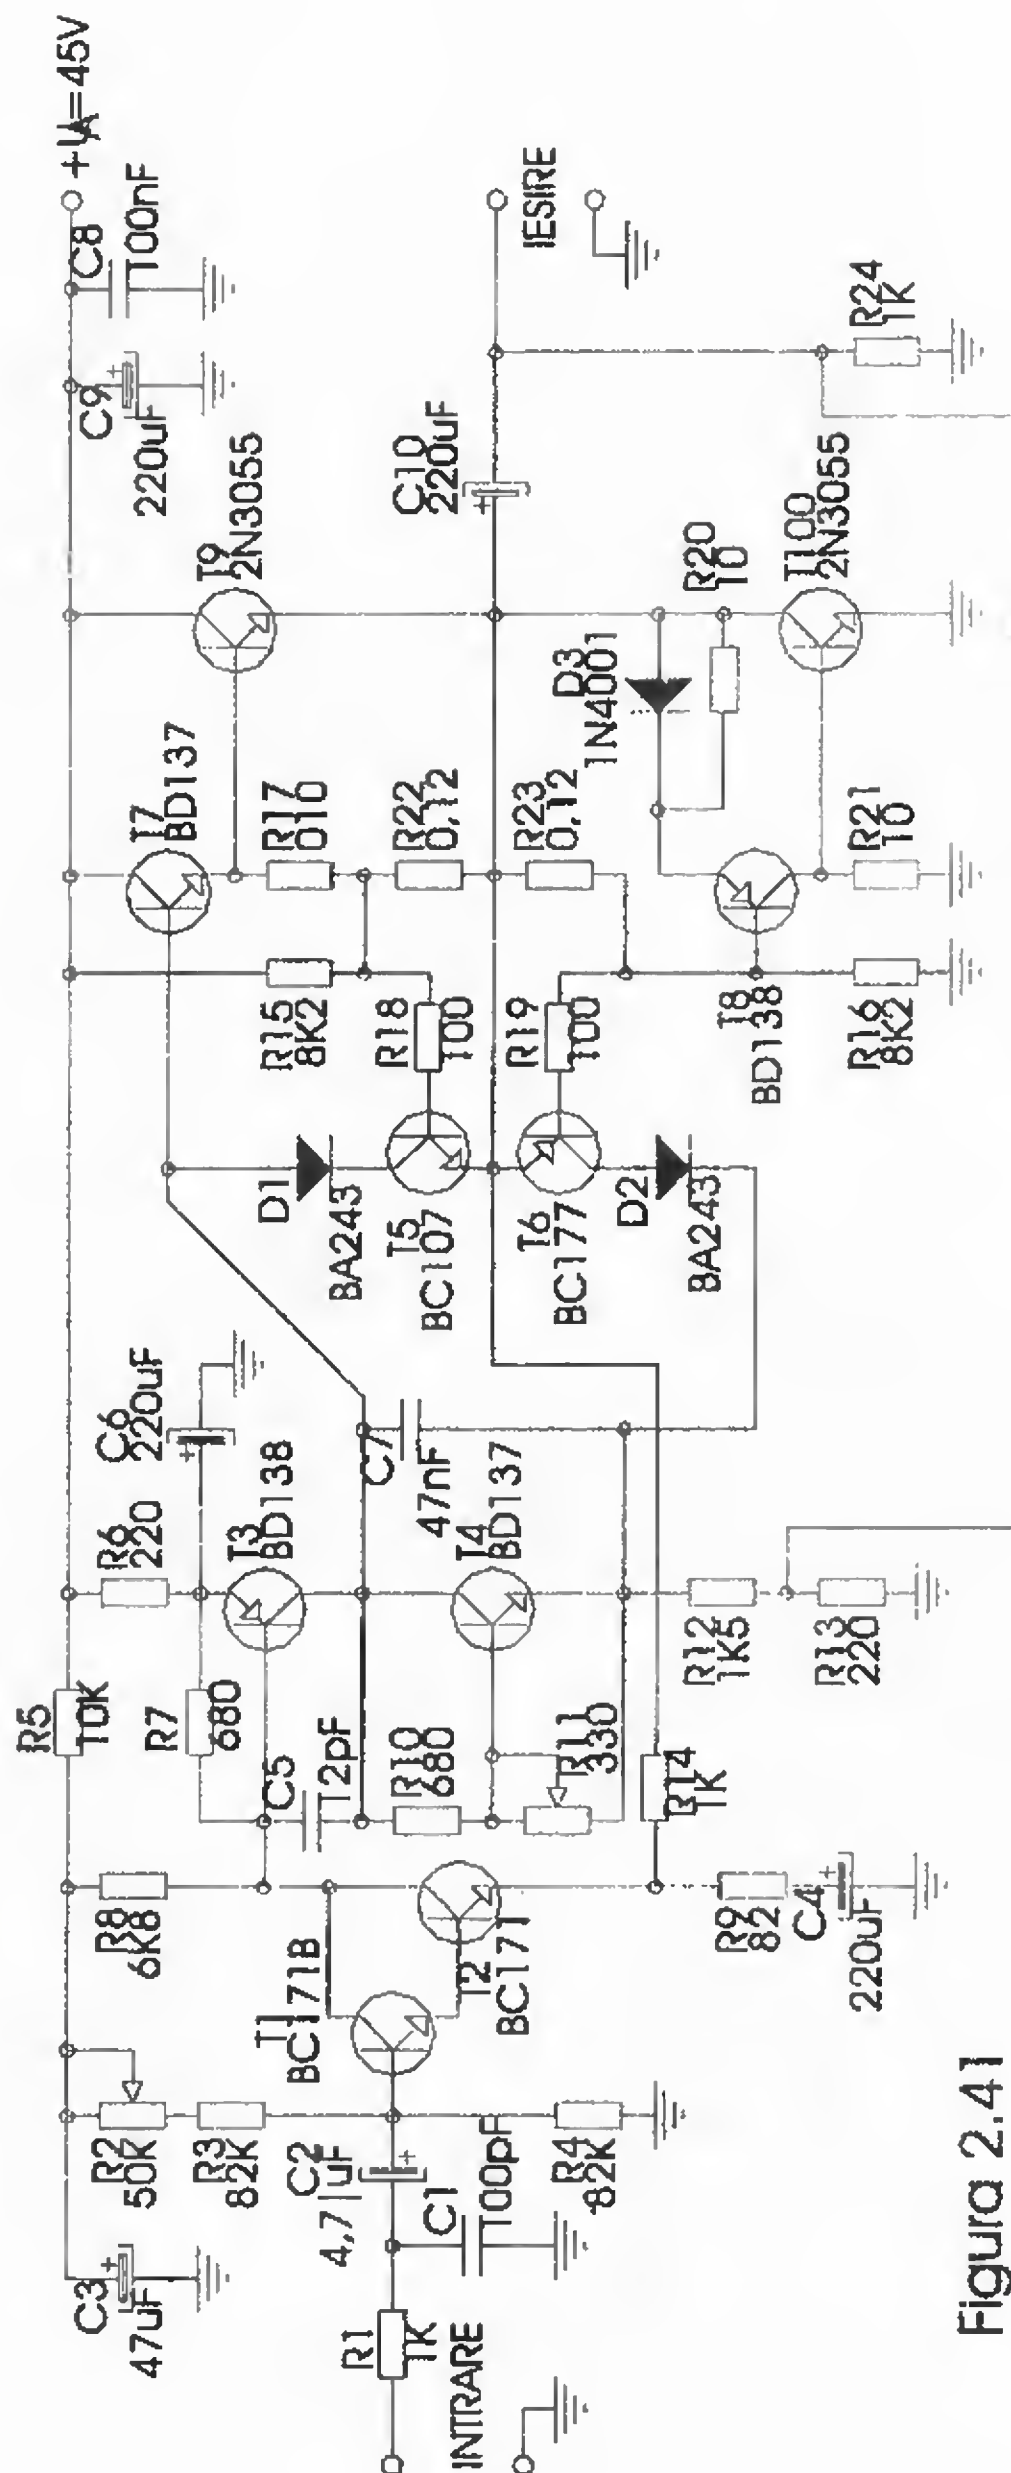 +UA=45V
C8
100nF
C9
220uF
IESIRE
R24
1K
C10
220uF
T9
2N3055
R20
10
T100
2N3055
D3
1N4001
T7
BD137
R17
010
R22
0,12
R23
0,12
R21
10
R15
8K2
R18
100
R19
100
T8
BD138
R16
8K2
D1
BA243
T5
BC107
T6
BC177
D2
BA243
C6
220uF
R6
220
T3
BD138
C7
47nF
T4
BD137
R12
1K5
R13
220
R5
10K
R7
680
C5
12pF
R10
680
R11
330
R14
1K
R8
6K8
T1
BC171B
T2
BC171
R9
82
C4
220uF
R2
50K
R3
82K
C2
4,7uF
C1
100pF
R4
82K
C3
47uF
R1
1K
INTRARE
Figura 2.41